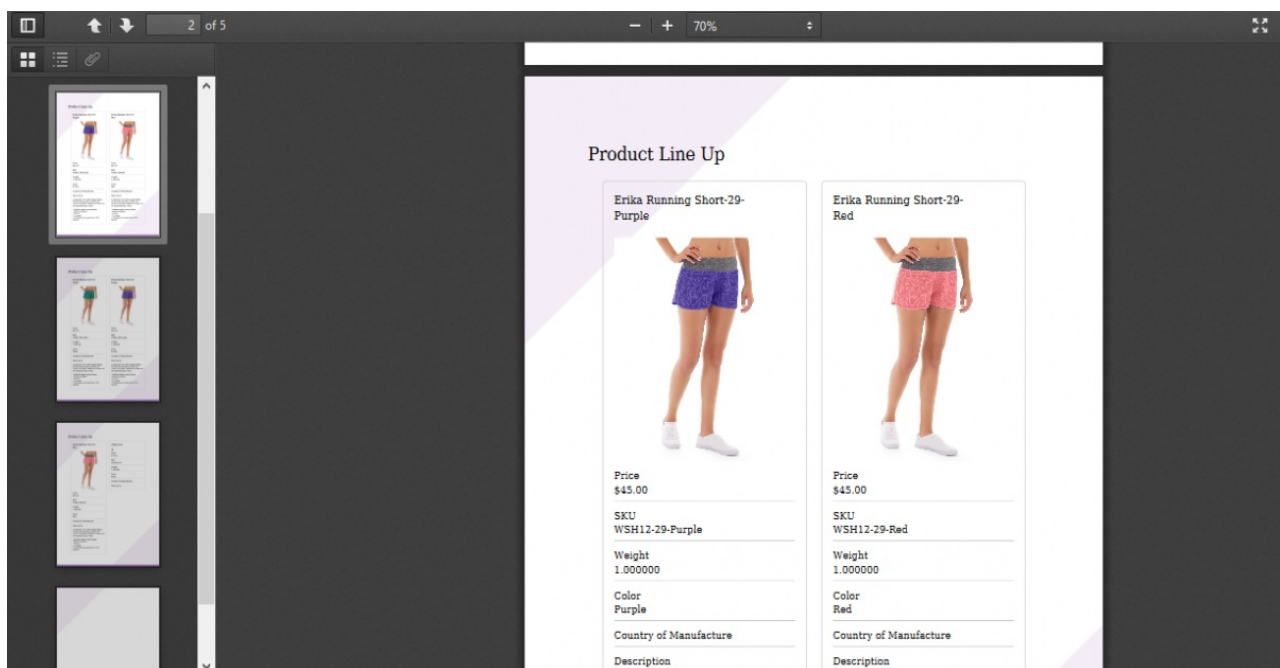 2 of 5
70%
Product Line Up
Erika Running Short-29-
Purple
Price
$45.00
SKU
WSH12-29-Purple
Weight
1.000000
Color
Purple
Country of Manufacture
Description
Erika Running Short-29-
Red
Price
$45.00
SKU
WSH12-29-Red
Weight
1.000000
Color
Red
Country of Manufacture
Description